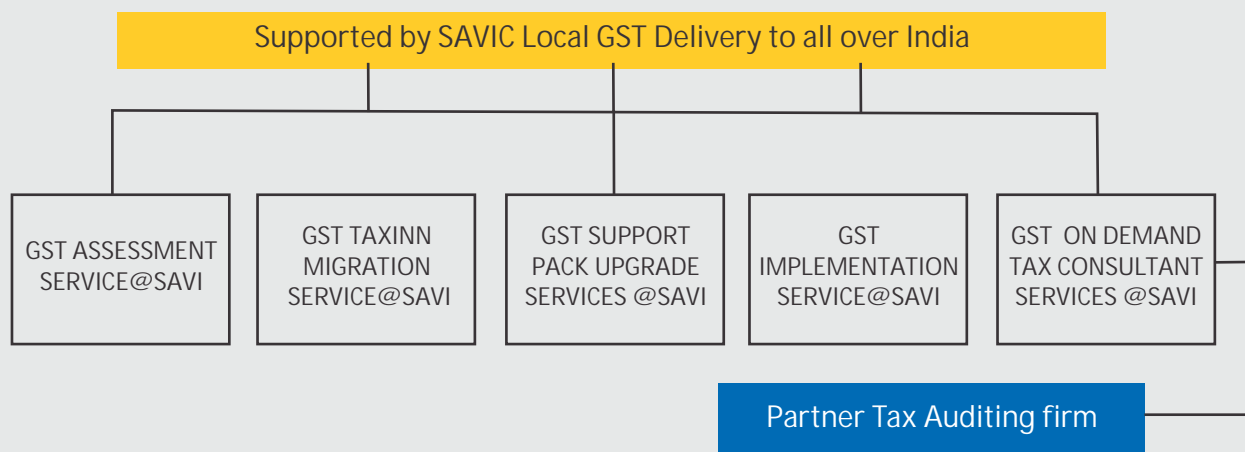 Supported by SAVIC Local GST Delivery to all over India
GST ASSESSMENT
SERVICE@SAVI
GST TAXINN
MIGRATION
SERVICE@SAVI
GST SUPPORT
PACK UPGRADE
SERVICES @SAVI
GST
IMPLEMENTATION
SERVICE@SAVI
GST ON DEMAND
TAX CONSULTANT
SERVICES @SAVI
Partner Tax Auditing firm